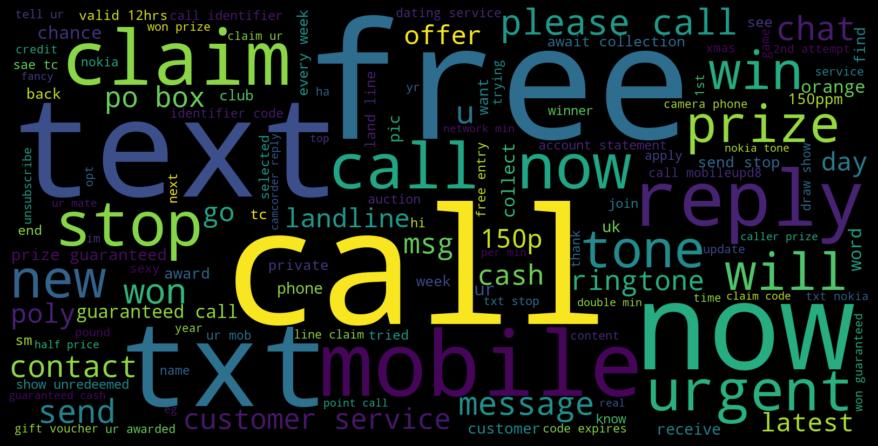 tell ur
valid 12hrs
call identifier
dating service
please call
chat
chance
won prize
claim ur
offer
await collection
xmas
see
2nd attempt
game
find
credit
claim
free
every week
sae tc
nokia
fancy
back
po box
club
ha
yr
u
want
trying
win
1st
service
orange
camera phone
150ppm
identifier code
land line
pic
winner
network min
prize
text
top
account statement
nokia tone
call now
selected
camcorder reply
free entry
collect
apply
send stop
day
unsubscribe
opt
next
call mobileupd8
draw show
ur mate
auction
reply
stop
go
tc
landline
hi
join
end
im
call
msg
150p
per min
thank
uk
tone
caller prize
update
word
prize guaranteed
sexy
award
private
new
won
phone
week
ur
cash
ringtone
will
txt stop
double min
time
claim code
txt nokia
poly
guaranteed call
pound
year
sm
half price
ur mob
line claim
tried
content
now
txt
mobile
won guaranteed
contact
name
show unredeemed
guaranteed cash
eg
point call
real
urgent
send
customer service
message
know
latest
gift voucher
ur awarded
customer
code expires
receive